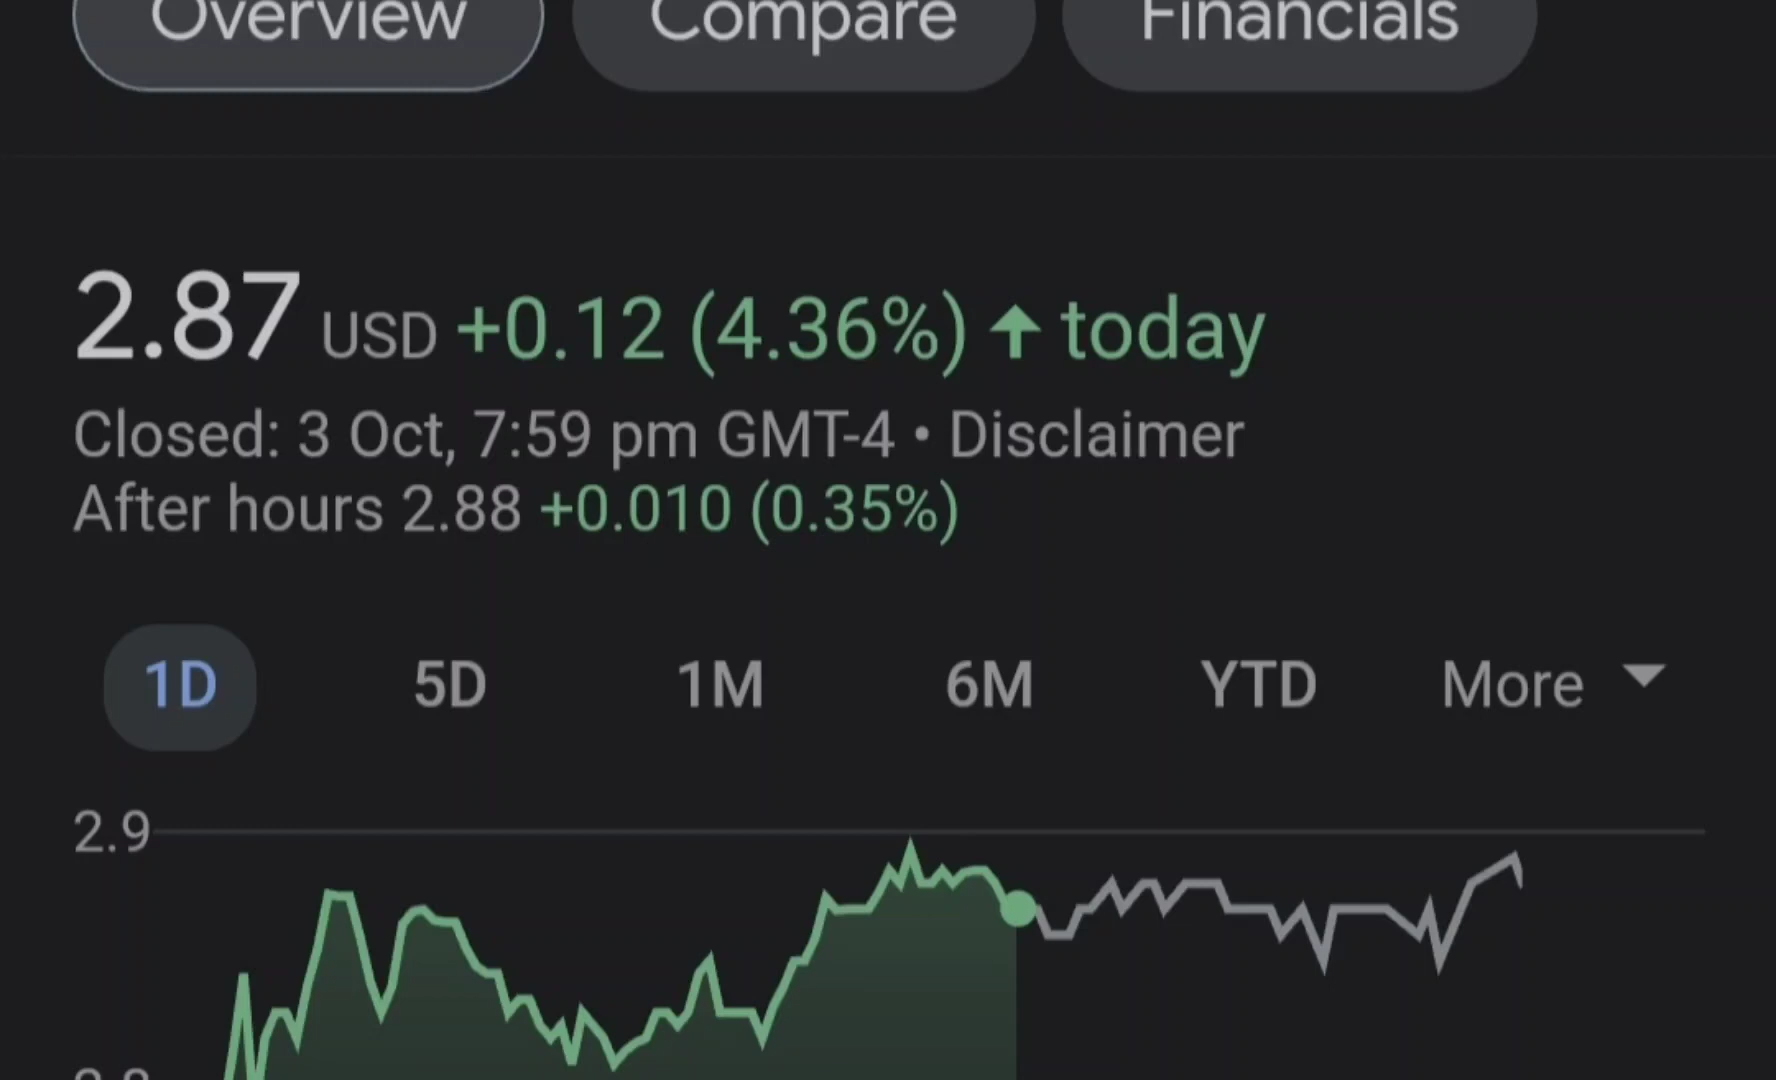 Overview Compare Financials
2.87 USD +0.12 (4.36%) ↑ today
Closed: 3 Oct, 7:59 pm GMT-4 • Disclaimer
After hours 2.88 +0.010 (0.35%)
1D 5D 1M 6M YTD More
2.9